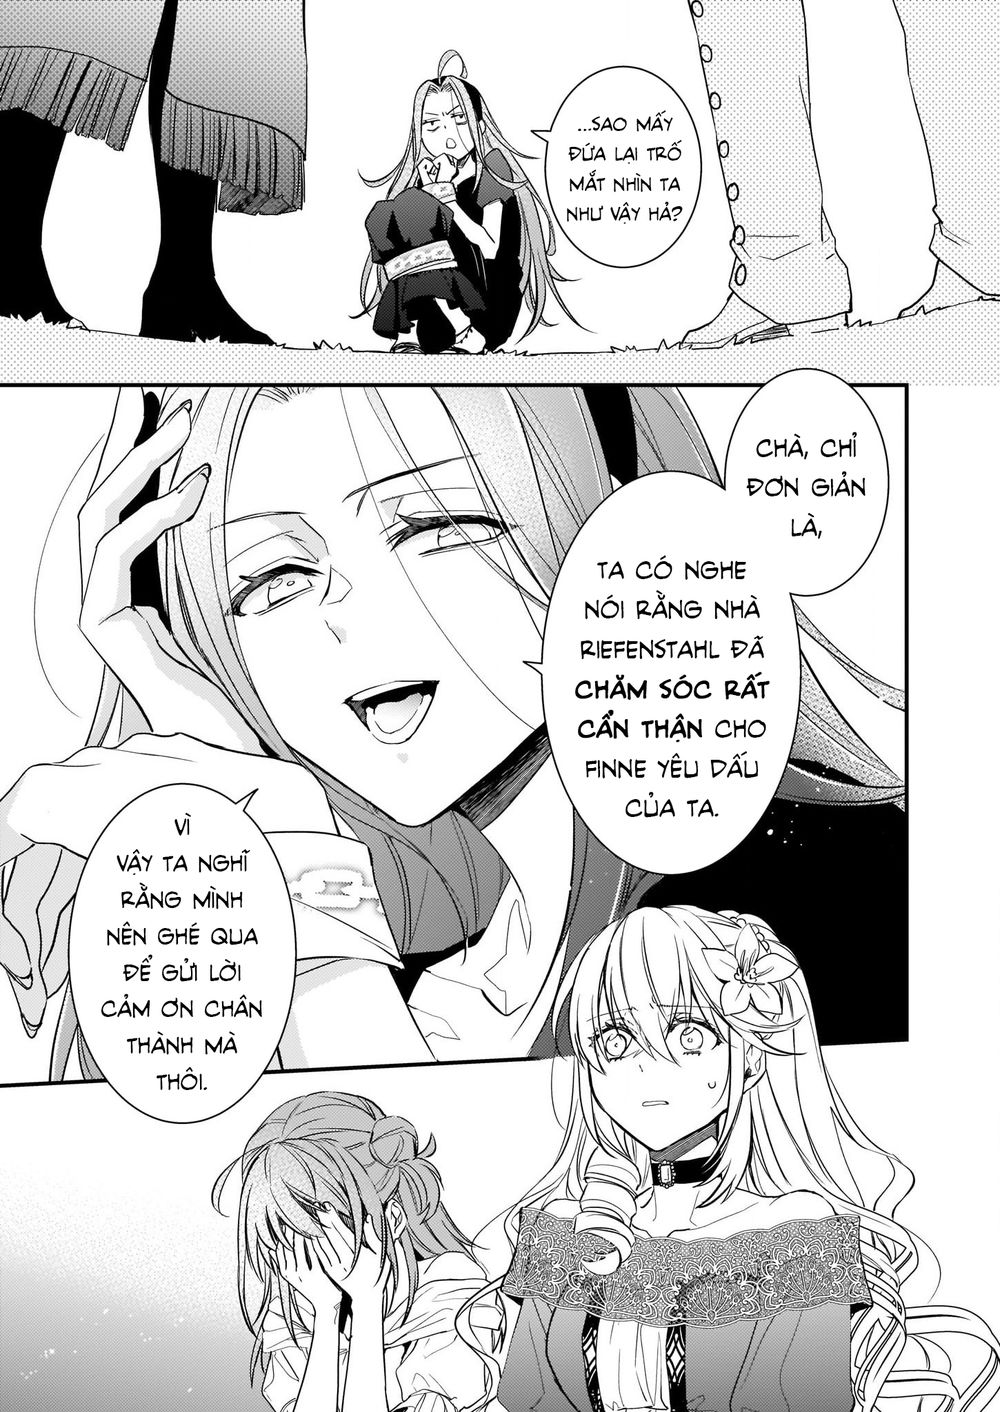 ...SAO MẤY
ĐỨA LẠI TRỐ
MẮT NHÌN TA
NHƯ VẬY HẢ?
CHÀ, CHỈ
ĐƠN GIẢN
LÀ,
TA CÓ NGHE
NÓI RẰNG NHÀ
RIEFENSTAHL ĐÃ
CHĂM SÓC RẤT
CẨN THẬN CHO
FINNE YÊU DẤU
CỦA TA.
VÌ
VẬY TA NGHĨ
RẰNG MÌNH
NÊN GHÉ QUA
ĐỂ GỬI LỜI
CẢM ƠN CHÂN
THÀNH MÀ
THÔI.